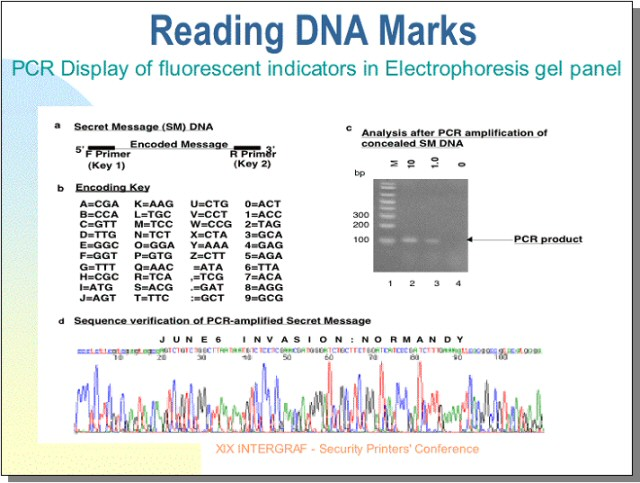 Reading DNA Marks
PCR Display of fluorescent indicators in Electrophoresis gel panel
a Secret Message (SM) DNA
5' Encoded Message 3'
F Primer R Primer
(Key 1) (Key 2)
b Encoding Key
A=CGA K=AAG U=CTG 0=ACT
B=CCA L=TGC V=CCT 1=ACC
C=GTT M=TCC W=CCG 2=TAG
D=TTG N=TCT X=CTA 3=GCA
E=GGC O=GGA Y=AAA 4=GAG
F=GGT P=GTG Z=CTT 5=AGA
G=TTT Q=AAC =ATA 6=TTA
H=CGC R=TCA ,=TCG 7=ACA
I=ATG S=ACG .=GAT 8=AGG
J=AGT T=TTC :=GCT 9=GCG
c Analysis after PCR amplification of
concealed SM DNA
M 10 1.0 0
bp
300
200
100
PCR product
1 2 3 4
d Sequence verification of PCR-amplified Secret Message
J U N E 6 I N V A S I O N : N O R M A N D Y
10 20 30 40 50 60 70 80 90 100
XIX INTERGRAF - Security Printers' Conference